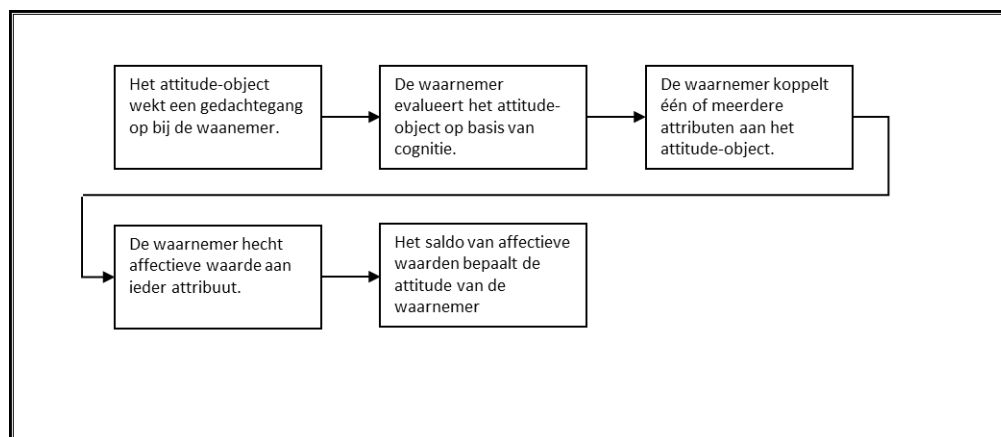 Het attitude-object
wekt een gedachtegang
op bij de waanemer.
De waarnemer
evalueert het attitude-
object op basis van
cognitie.
De waarnemer koppelt
één of meerdere
attributen aan het
attitude-object.
De waarnemer hecht
affectieve waarde aan
ieder attribuut.
Het saldo van affectieve
waarden bepaalt de
attitude van de
waarnemer